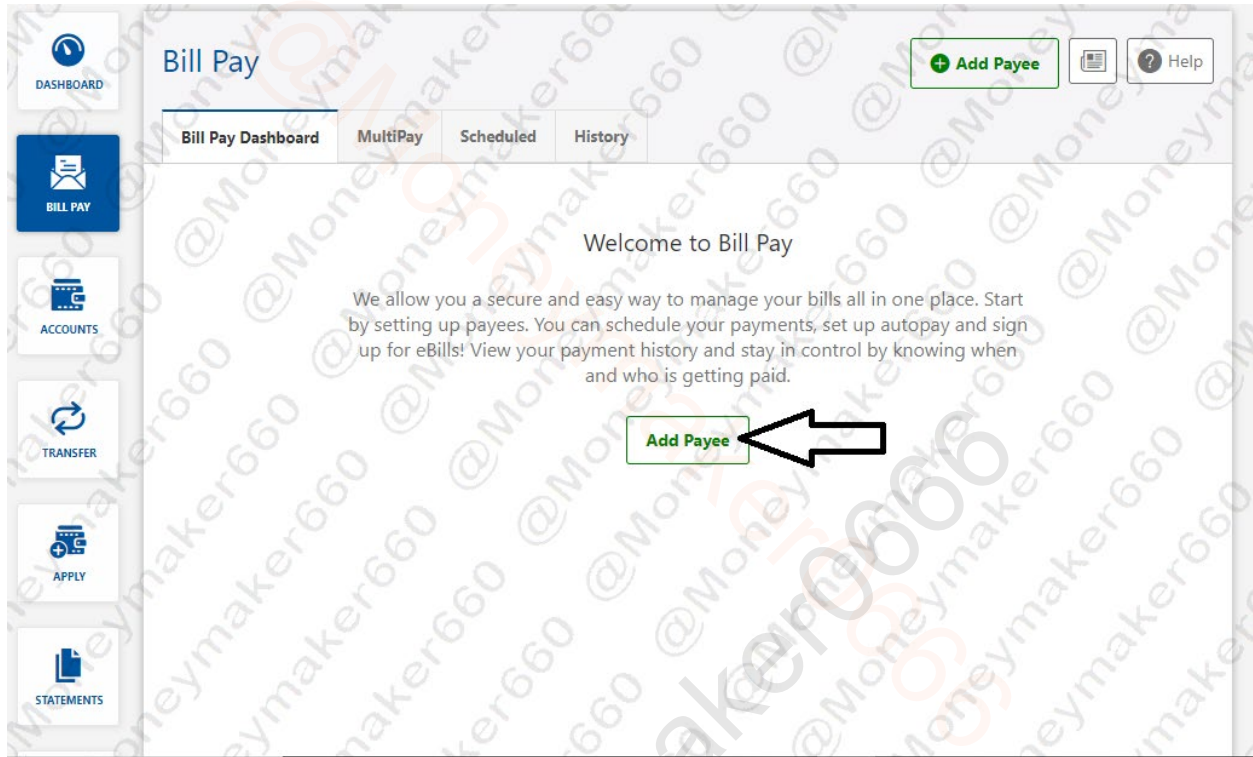 DASHBOARD
Bill Pay
Add Payee
? Help
Bill Pay Dashboard
MultiPay
Scheduled
History
BILL PAY
Welcome to Bill Pay
We allow you a secure and easy way to manage your bills all in one place. Start
by setting up payees. You can schedule your payments, set up autopay and sign
up for eBills! View your payment history and stay in control by knowing when
and who is getting paid.
Add Payee
ACCOUNTS
TRANSFER
APPLY
STATEMENTS
@Moneymaker660
@Moneymaker066
aker066